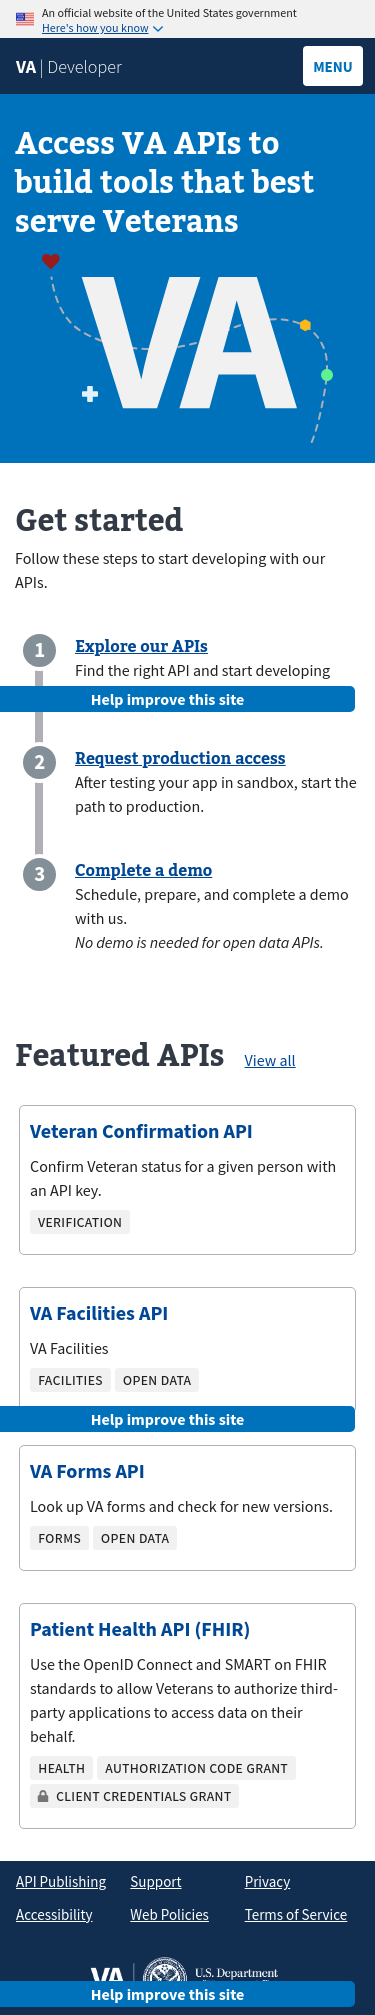 An official website of the United States government
Here's how you know
VA | Developer
MENU
Access VA APIs to
build tools that best
serve Veterans
VA
Get started
Follow these steps to start developing with our
APIs.
1
Explore our APIs
Find the right API and start developing
Help improve this site
2
Request production access
After testing your app in sandbox, start the
path to production.
3
Complete a demo
Schedule, prepare, and complete a demo
with us.
No demo is needed for open data APIs.
Featured APIs View all
Veteran Confirmation API
Confirm Veteran status for a given person with
an API key.
VERIFICATION
VA Facilities API
VA Facilities
FACILITIES OPEN DATA
Help improve this site
VA Forms API
Look up VA forms and check for new versions.
FORMS OPEN DATA
Patient Health API (FHIR)
Use the OpenID Connect and SMART on FHIR
standards to allow Veterans to authorize third-
party applications to access data on their
behalf.
HEALTH AUTHORIZATION CODE GRANT
CLIENT CREDENTIALS GRANT
API Publishing Support Privacy
Accessibility Web Policies Terms of Service
VA U.S. Department
Help improve this site